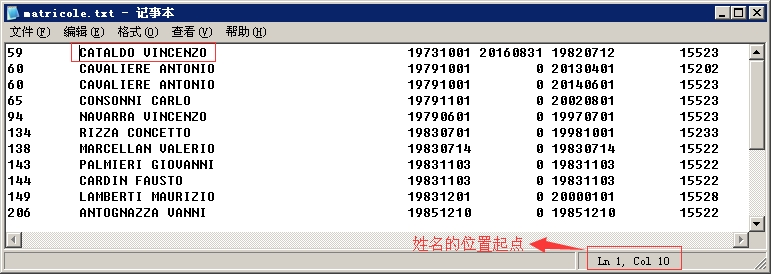 matricole.txt - 记事本
文件(F) 编辑(E) 格式(O) 查看(V) 帮助(H)
59 CATALDO VINCENZO 19731001 20160831 19820712 15523
60 CAVALIERE ANTONIO 19791001 0 20130401 15202
60 CAVALIERE ANTONIO 19791001 0 20140601 15523
65 CONSONNI CARLO 19791101 0 20020801 15523
94 NAVARRA VINCENZO 19790601 0 19970701 15523
134 RIZZA CONCETTO 19830701 0 19981001 15233
138 MARCELLAN VALERIO 19830714 0 19830714 15522
143 PALMIERI GIOVANNI 19831103 0 19831103 15522
144 CARDIN FAUSTO 19831103 0 19831103 15522
149 LAMBERTI MAURIZIO 19831201 0 20000101 15528
206 ANTOGNAZZA VANNI 19851210 0 19851210 15522
姓名的位置起点
Ln 1, Col 10